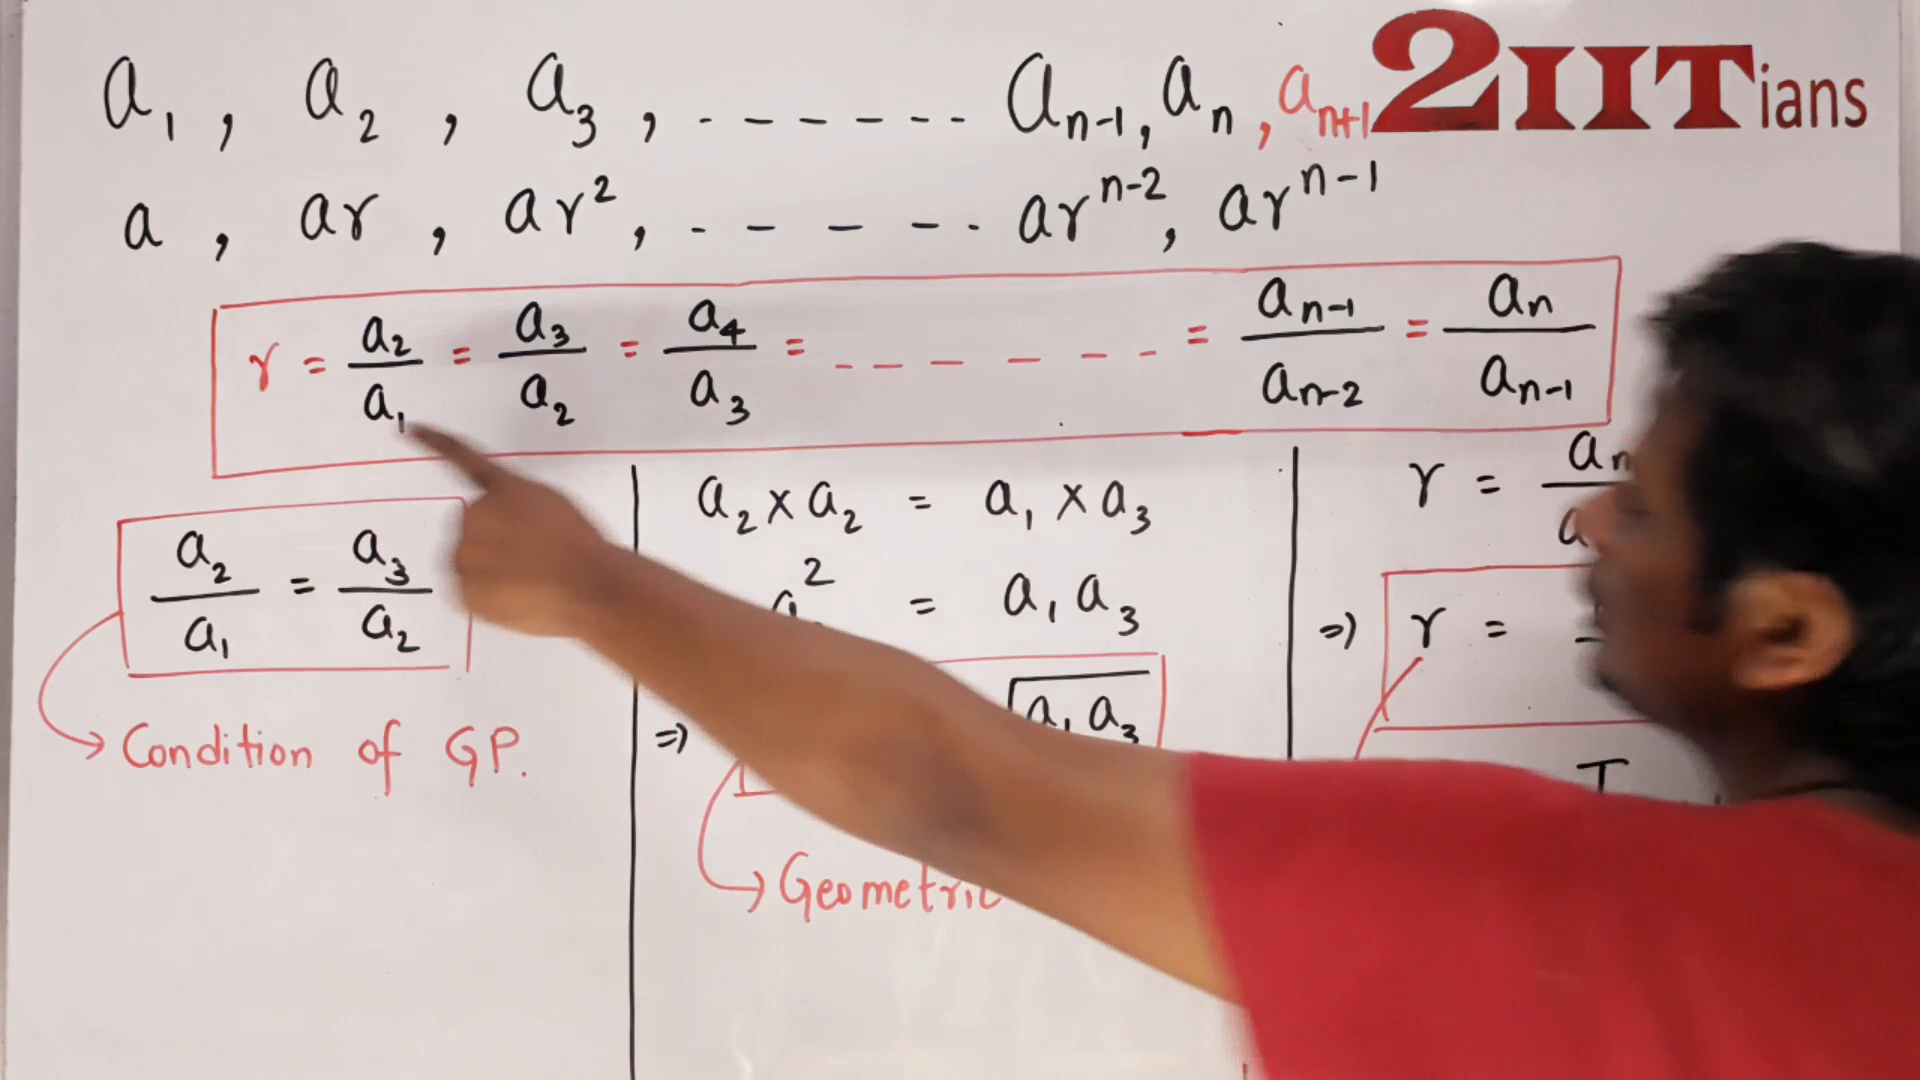 a₁ , a₂ , a₃ , - - - - - - - aₙ₋₁, aₙ , aₙ₊₁
2IITians
a , ar , ar² , - - - - - arⁿ⁻² , arⁿ⁻¹
r = a₂/a₁ = a₃/a₂ = a₄/a₃ = - - - - - - - = aₙ₋₁/aₙ₋₂ = aₙ/aₙ₋₁
a₂/a₁ = a₃/a₂
Condition of GP.
a₂ × a₂ = a₁ × a₃
= a₁ a₃
⇒ √a₁ a₃
Geometric
r =
⇒ r =